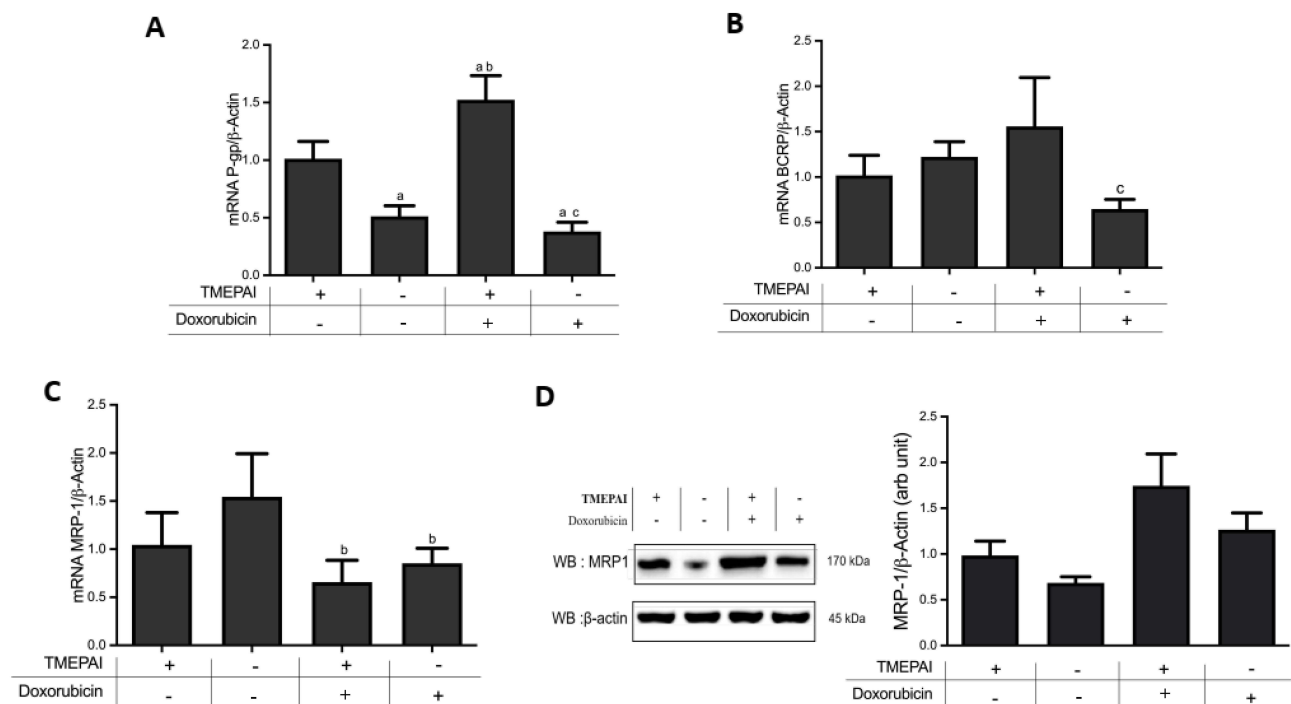 A
mRNA P-gp/β-Actin
2.0
1.5
1.0
0.5
0.0
a
a b
a c
TMEPAI + - + -
Doxorubicin - - + +
B
mRNA BCRP/β-Actin
2.5
2.0
1.5
1.0
0.5
0.0
c
TMEPAI + - + -
Doxorubicin - - + +
C
mRNA MRP-1/β-Actin
2.5
2.0
1.5
1.0
0.5
0.0
b
b
TMEPAI + - + -
Doxorubicin - - + +
D
TMEPAI + - + -
Doxorubicin - - + +
WB : MRP1 170 kDa
WB :β-actin 45 kDa
MRP-1/β-Actin (arb unit)
2.5
2.0
1.5
1.0
0.5
0.0
TMEPAI + - + -
Doxorubicin - - + +